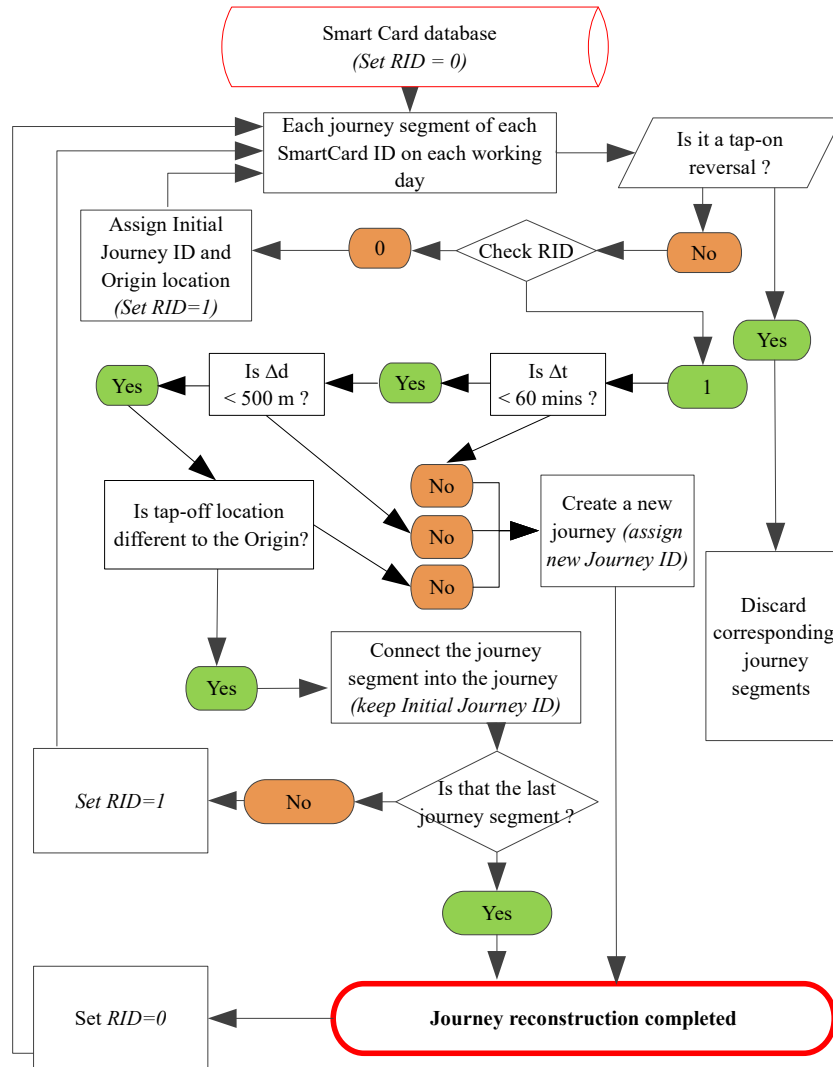 Smart Card database
(Set RID = 0)
Each journey segment of each
SmartCard ID on each working
day
Is it a tap-on
reversal ?
Assign Initial
Journey ID and
Origin location
(Set RID=1)
0
Check RID
No
Yes
Is Δd
< 500 m ?
Yes
Is Δt
< 60 mins ?
1
Yes
No
Is tap-off location
different to the Origin?
No
No
Create a new
journey (assign
new Journey ID)
Discard
corresponding
journey
segments
Yes
Connect the journey
segment into the journey
(keep Initial Journey ID)
Set RID=1
No
Is that the last
journey segment ?
Yes
Set RID=0
Journey reconstruction completed